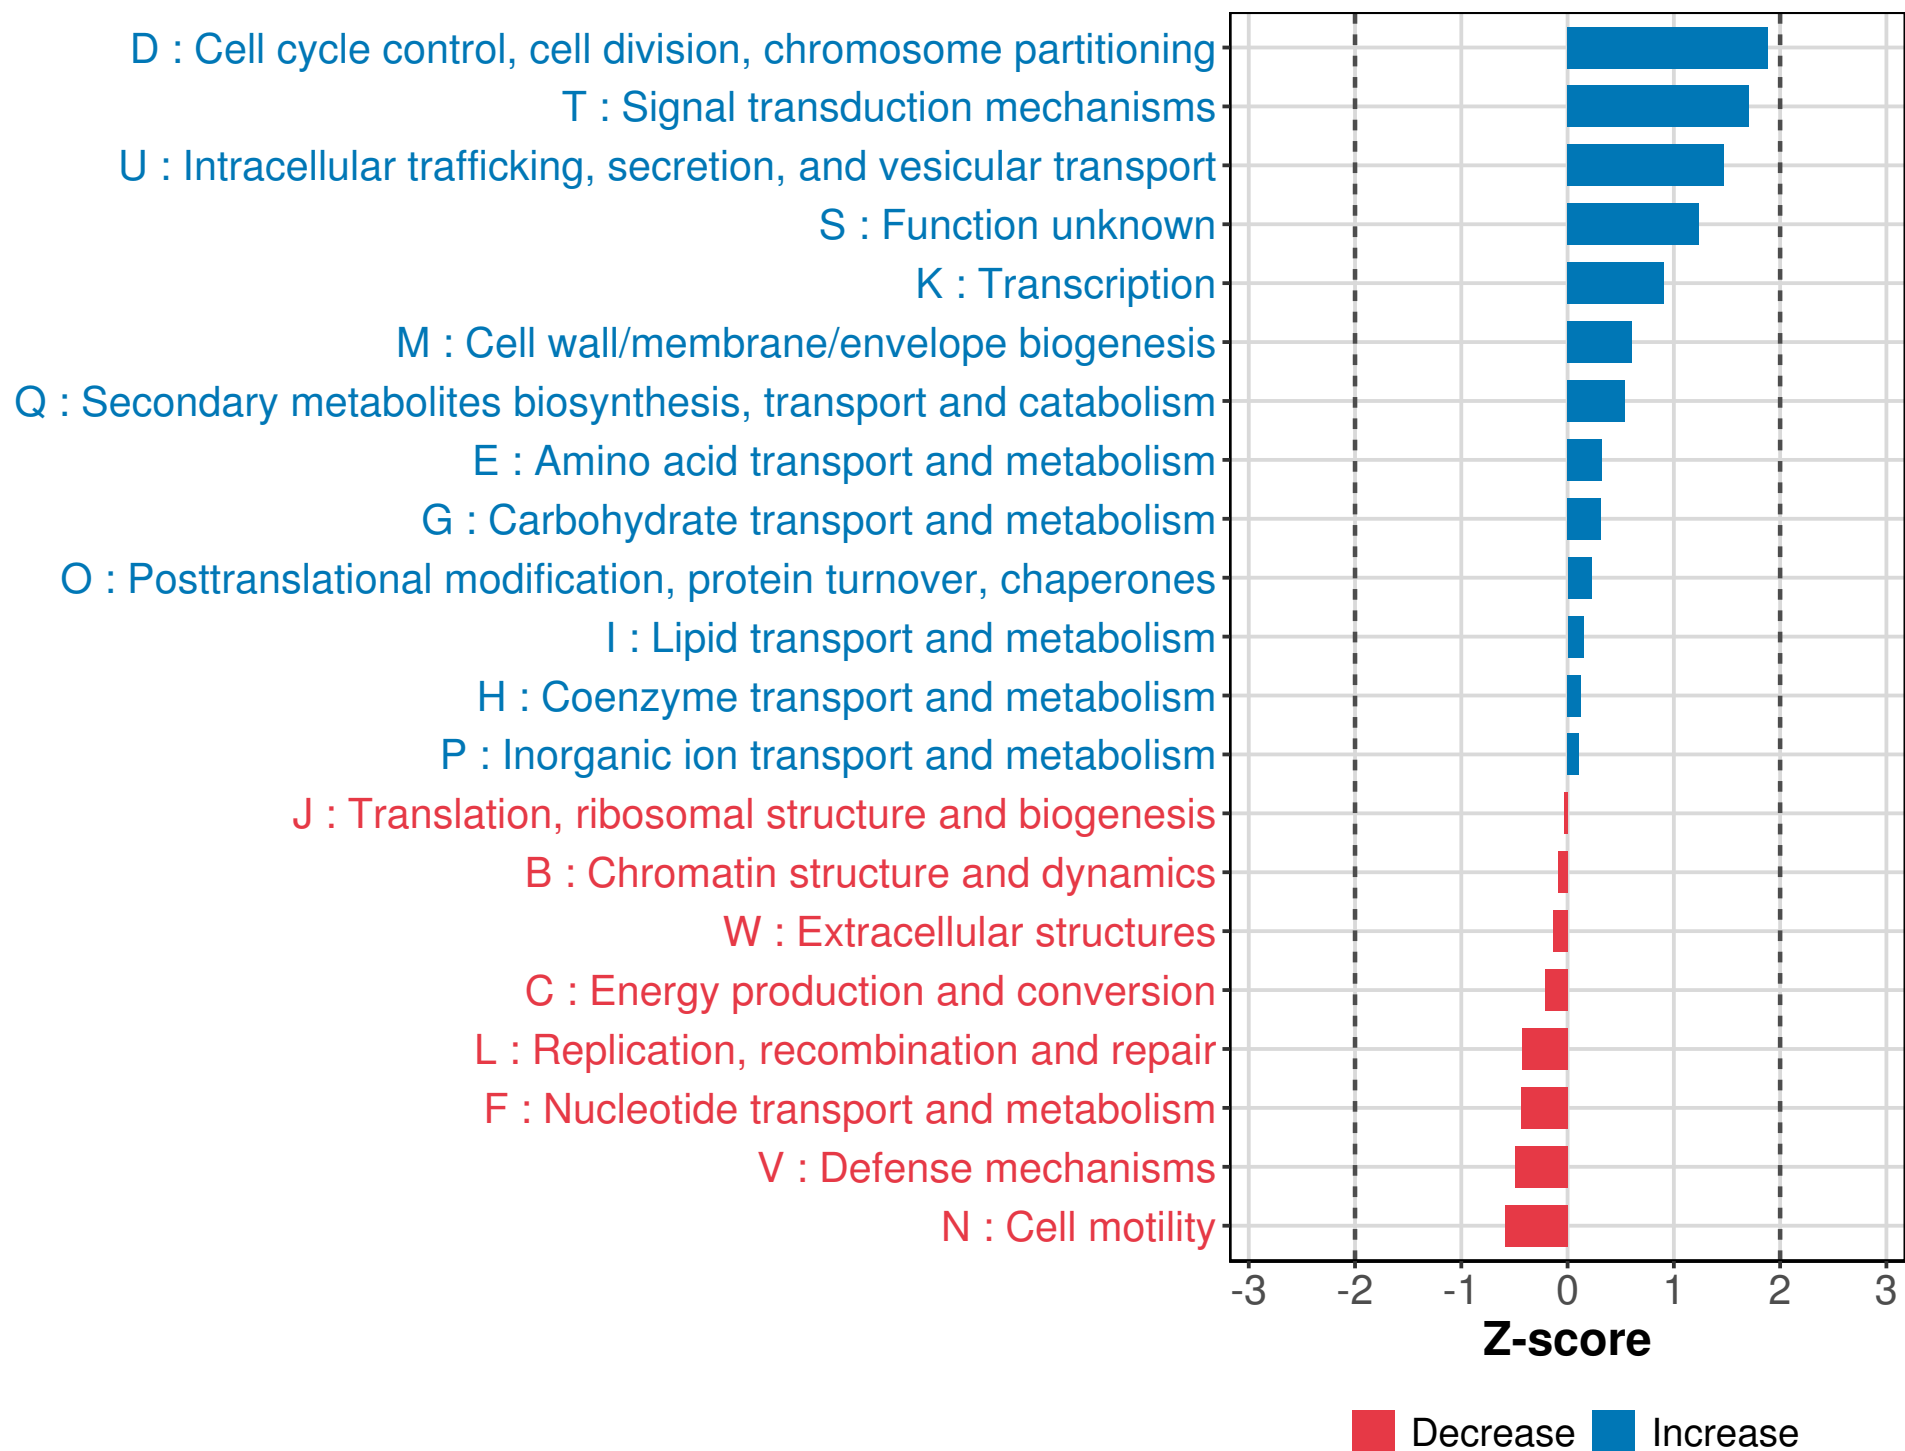 D : Cell cycle control, cell division, chromosome partitioning
T : Signal transduction mechanisms
U : Intracellular trafficking, secretion, and vesicular transport
S : Function unknown
K : Transcription
M : Cell wall/membrane/envelope biogenesis
Q : Secondary metabolites biosynthesis, transport and catabolism
E : Amino acid transport and metabolism
G : Carbohydrate transport and metabolism
O : Posttranslational modification, protein turnover, chaperones
I : Lipid transport and metabolism
H : Coenzyme transport and metabolism
P : Inorganic ion transport and metabolism
J : Translation, ribosomal structure and biogenesis
B : Chromatin structure and dynamics
W : Extracellular structures
C : Energy production and conversion
L : Replication, recombination and repair
F : Nucleotide transport and metabolism
V : Defense mechanisms
N : Cell motility
-3 -2 -1 0 1 2 3
Z-score
Decrease Increase